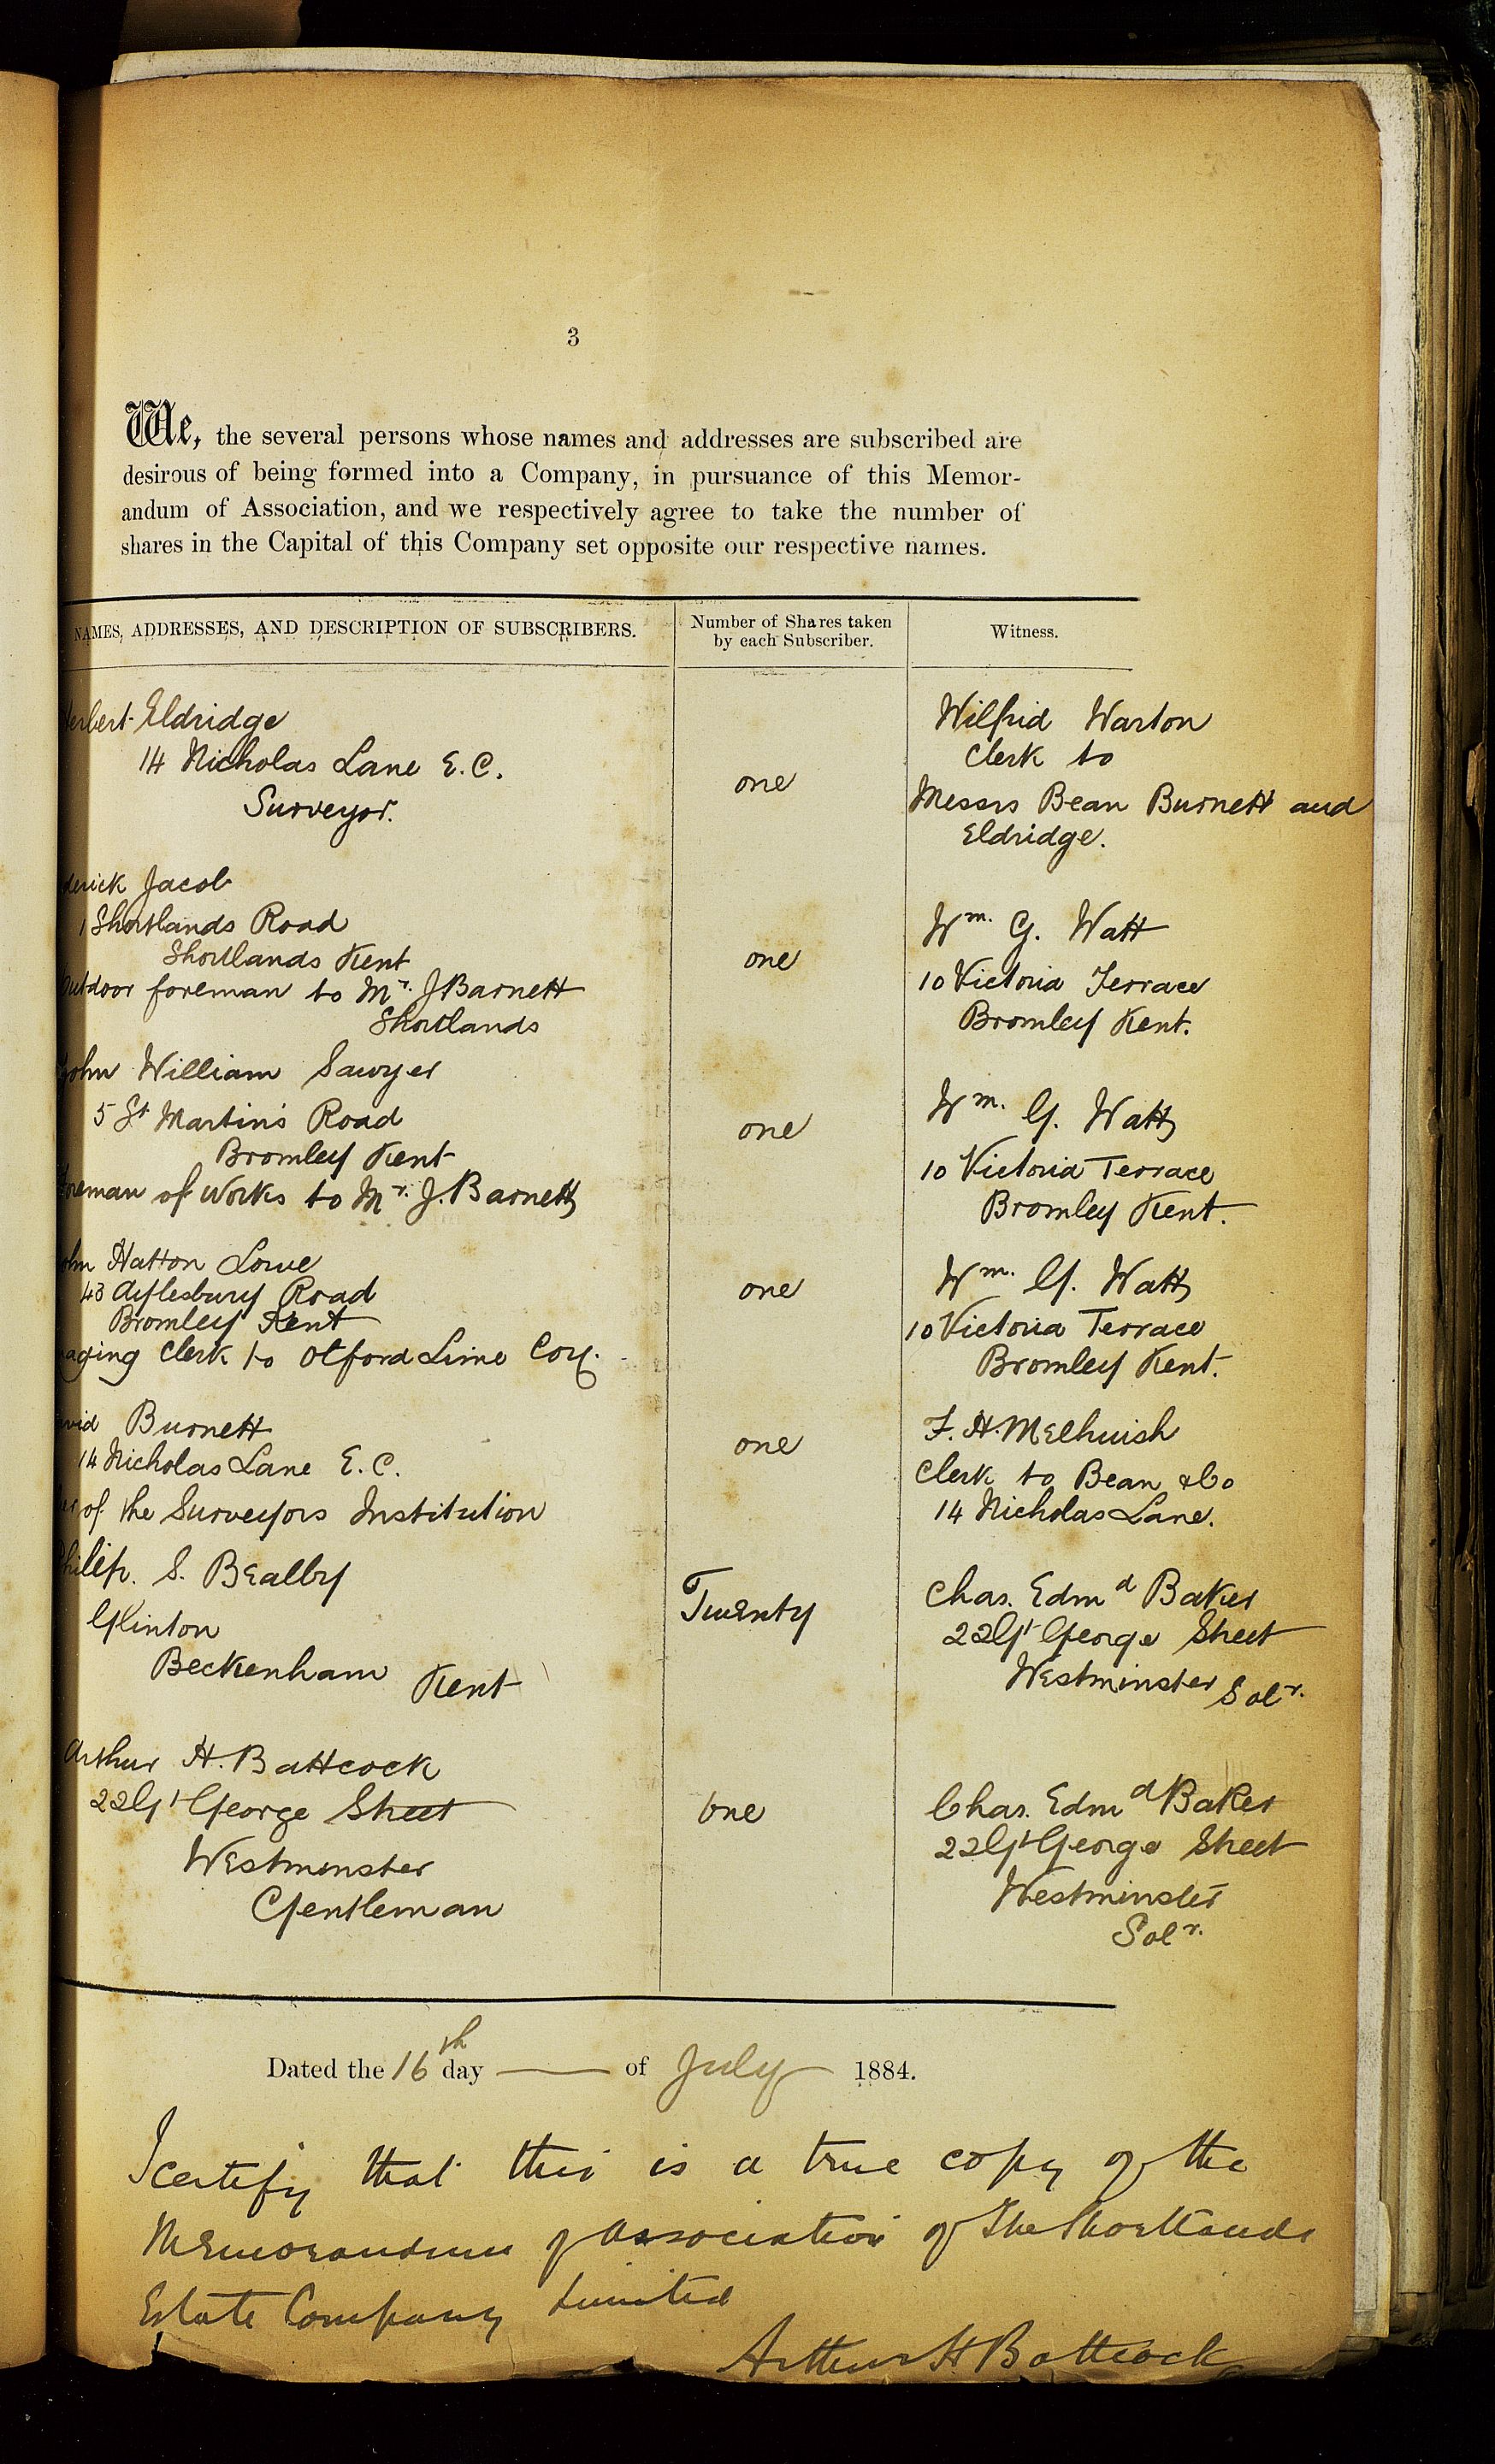 3
We, the several persons whose names and addresses are subscribed are
desirous of being formed into a Company, in pursuance of this Memor-
andum of Association, and we respectively agree to take the number of
shares in the Capital of this Company set opposite our respective names.
NAMES, ADDRESSES, AND DESCRIPTION OF SUBSCRIBERS.
Number of Shares taken
by each Subscriber.
Witness.
Herbert Eldridge
14 Nicholas Lane E.C.
Surveyor.
one
Wilfrid Warton
Clerk to
Messrs Bean Burnett and
Eldridge.
derick Jacob
1 Shortlands Road
Shortlands Kent
Outdoor foreman to Mr. J Barnett
Shortlands
one
Wm. G. Watt
10 Victoria Terrace
Bromley Kent.
John William Sawyer
5 St Martin's Road
Bromley Kent
foreman of Works to Mr. J. Barnett
one
Wm. G. Watt
10 Victoria Terrace
Bromley Kent.
ohn Hatton Lowe
43 Aylesbury Road
Bromley Kent
naging Clerk to Otford Lime Coy.
one
Wm. G. Watt
10 Victoria Terrace
Bromley Kent.
avid Burnett
14 Nicholas Lane E.C.
of the Surveyors Institution
one
F. H. Melhuish
Clerk to Bean & Co
14 Nicholas Lane.
Philip. S. Bealby
Glinton
Beckenham Kent
Twenty
Chas. Edmd Baker
22 Gt George Street
Westminster Solr.
Arthur H. Battcock
22 Gt George Street
Westminster
Gentleman
One
Chas. Edmd Baker
22 Gt George Street
Westminster
Solr.
Dated the 16th day of July 1884.
I certify that this is a true copy of the
Memorandum of Association of The Shortlands
Estate Company Limited
Arthur H Battcock